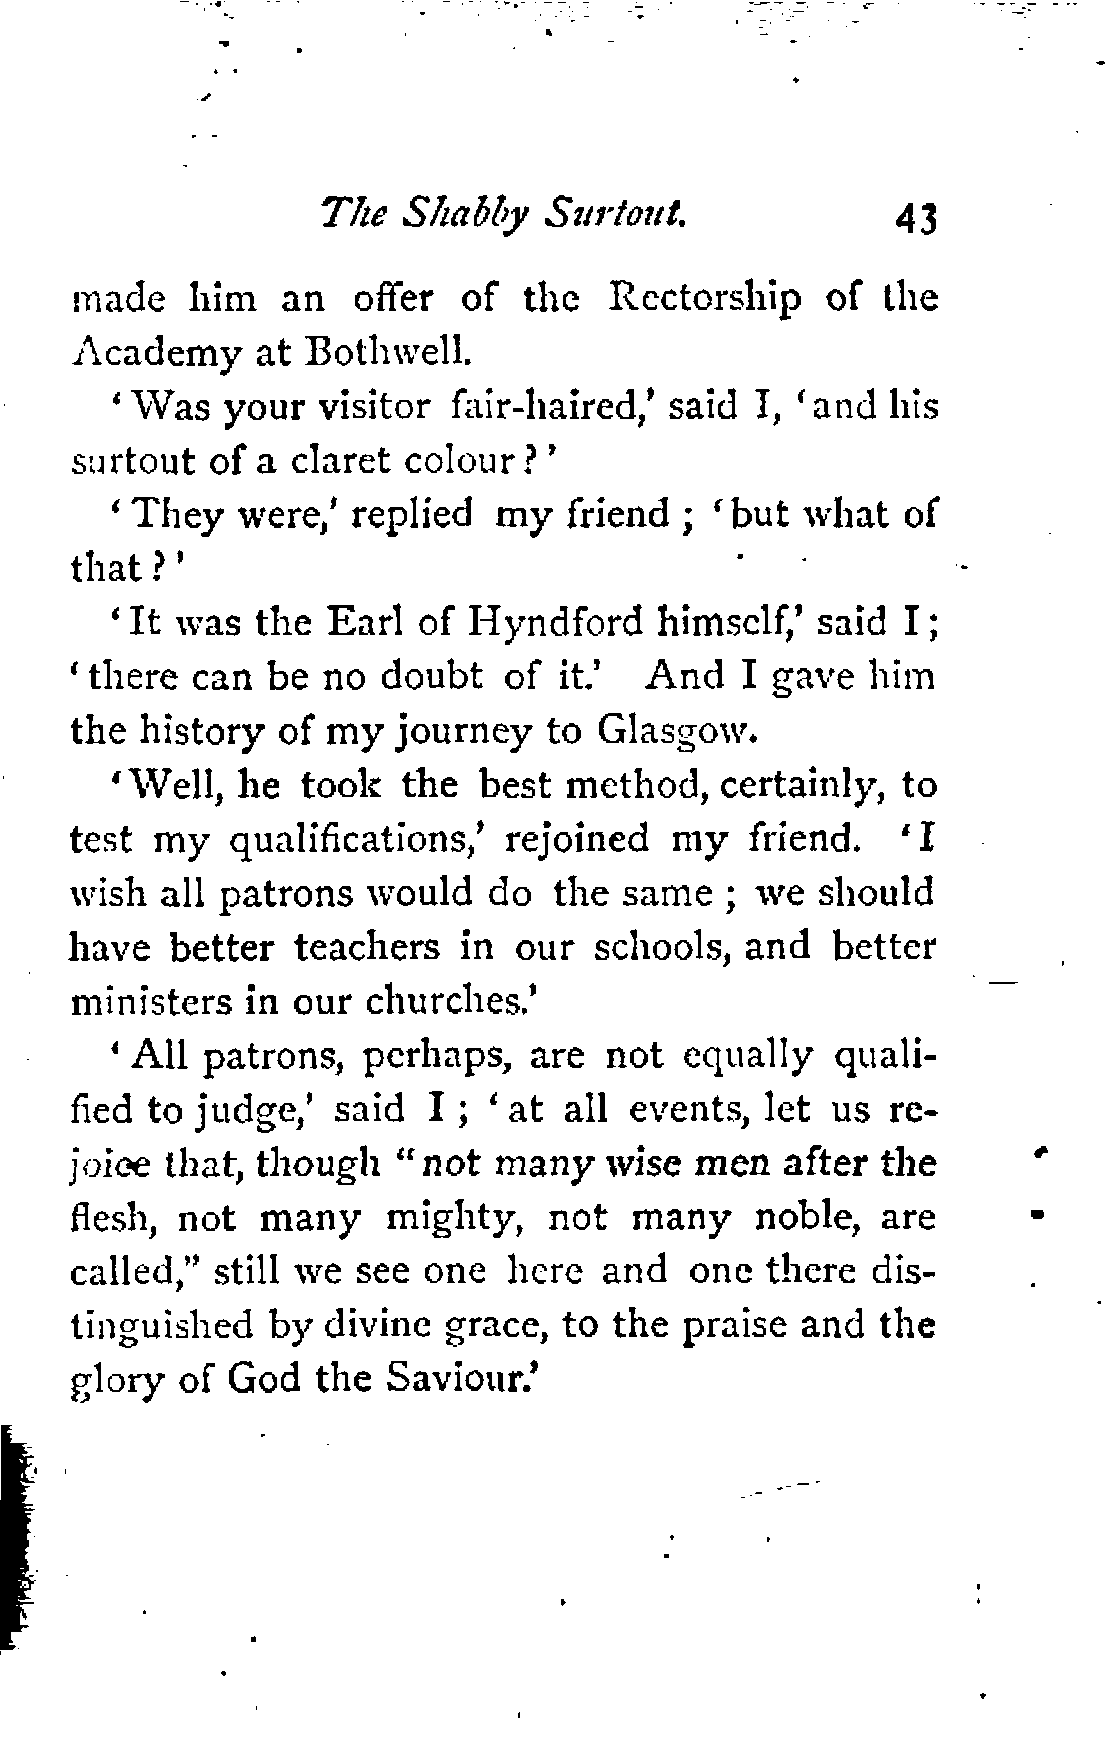 The Shabby Surtout. 43
made him an offer of the Rectorship of the
Academy at Bothwell.
‘Was your visitor fair-haired,’ said I, ‘and his
surtout of a claret colour?’
‘They were,’ replied my friend; ‘but what of
that?’
‘It was the Earl of Hyndford himself,’ said I;
‘there can be no doubt of it.’ And I gave him
the history of my journey to Glasgow.
‘Well, he took the best method, certainly, to
test my qualifications,’ rejoined my friend. ‘I
wish all patrons would do the same; we should
have better teachers in our schools, and better
ministers in our churches.’
‘All patrons, perhaps, are not equally quali-
fied to judge,’ said I; ‘at all events, let us re-
joice that, though “not many wise men after the
flesh, not many mighty, not many noble, are
called,” still we see one here and one there dis-
tinguished by divine grace, to the praise and the
glory of God the Saviour.’